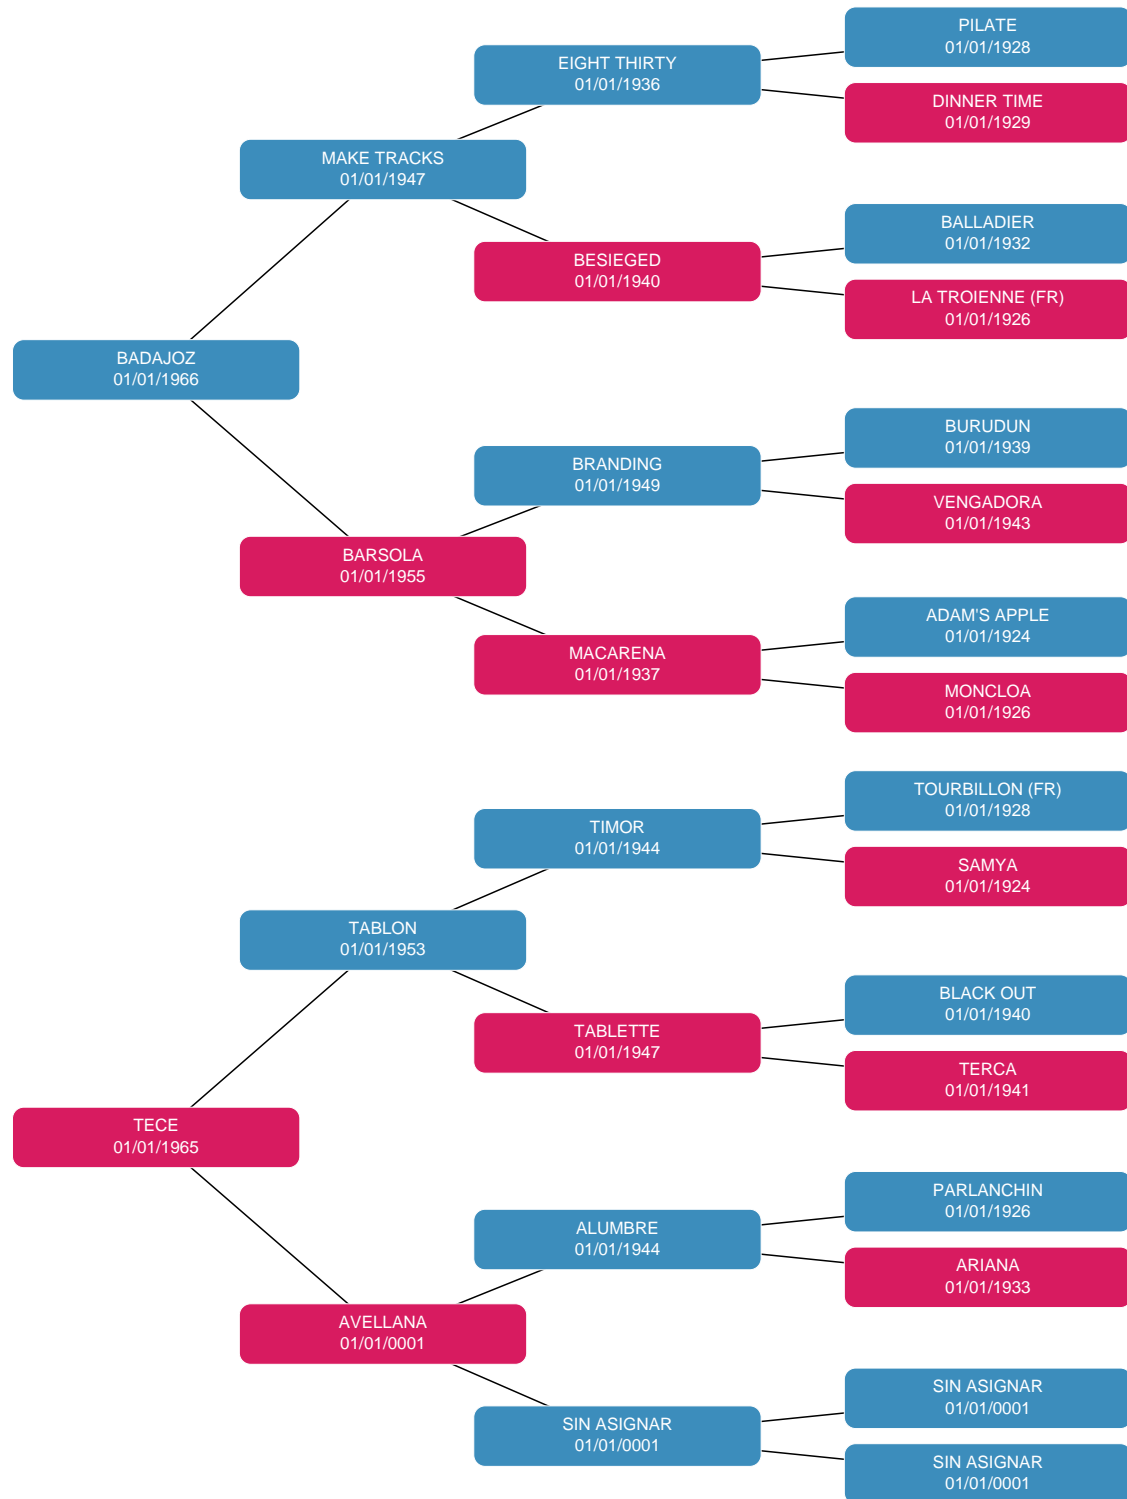 PILATE
01/01/1928
EIGHT THIRTY
01/01/1936
DINNER TIME
01/01/1929
MAKE TRACKS
01/01/1947
BALLADIER
01/01/1932
BESIEGED
01/01/1940
LA TROIENNE (FR)
01/01/1926
BADAJOZ
01/01/1966
BURUDUN
01/01/1939
BRANDING
01/01/1949
VENGADORA
01/01/1943
BARSOLA
01/01/1955
ADAM'S APPLE
01/01/1924
MACARENA
01/01/1937
MONCLOA
01/01/1926
TOURBILLON (FR)
01/01/1928
TIMOR
01/01/1944
SAMYA
01/01/1924
TABLON
01/01/1953
BLACK OUT
01/01/1940
TABLETTE
01/01/1947
TERCA
01/01/1941
TECE
01/01/1965
PARLANCHIN
01/01/1926
ALUMBRE
01/01/1944
ARIANA
01/01/1933
AVELLANA
01/01/0001
SIN ASIGNAR
01/01/0001
SIN ASIGNAR
01/01/0001
SIN ASIGNAR
01/01/0001